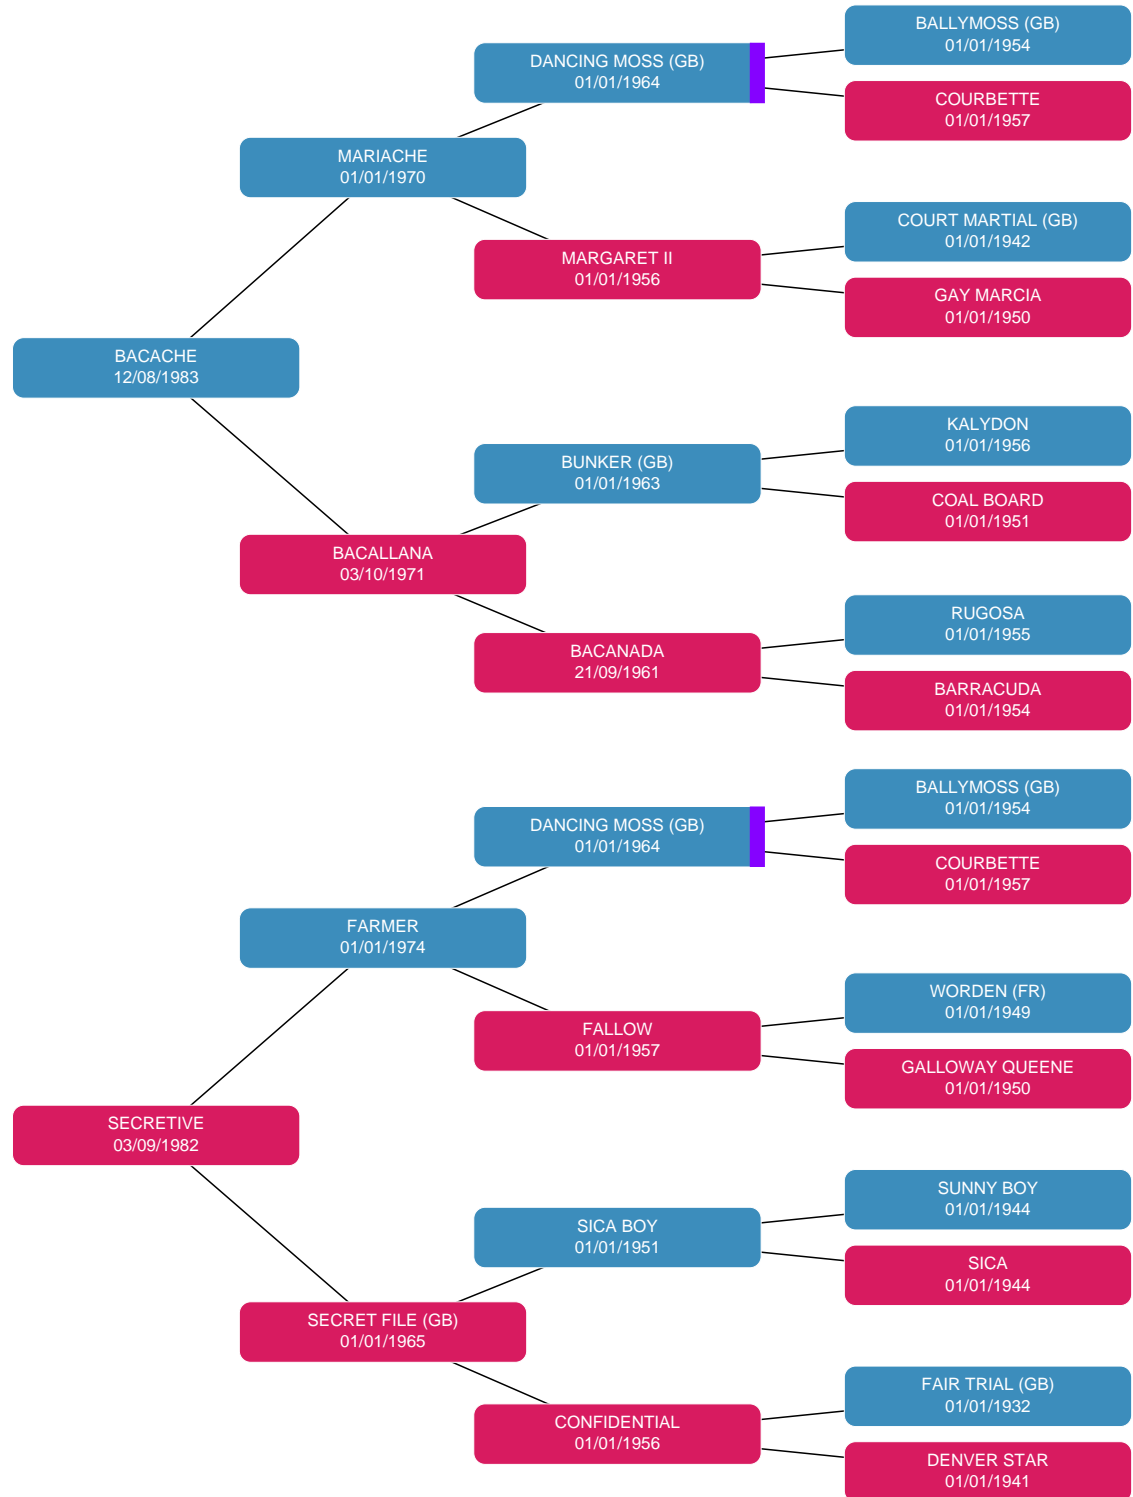 BALLYMOSS (GB)
01/01/1954
DANCING MOSS (GB)
01/01/1964
COURBETTE
01/01/1957
MARIACHE
01/01/1970
COURT MARTIAL (GB)
01/01/1942
MARGARET II
01/01/1956
GAY MARCIA
01/01/1950
BACACHE
12/08/1983
KALYDON
01/01/1956
BUNKER (GB)
01/01/1963
COAL BOARD
01/01/1951
BACALLANA
03/10/1971
RUGOSA
01/01/1955
BACANADA
21/09/1961
BARRACUDA
01/01/1954
BALLYMOSS (GB)
01/01/1954
DANCING MOSS (GB)
01/01/1964
COURBETTE
01/01/1957
FARMER
01/01/1974
WORDEN (FR)
01/01/1949
FALLOW
01/01/1957
GALLOWAY QUEENE
01/01/1950
SECRETIVE
03/09/1982
SUNNY BOY
01/01/1944
SICA BOY
01/01/1951
SICA
01/01/1944
SECRET FILE (GB)
01/01/1965
FAIR TRIAL (GB)
01/01/1932
CONFIDENTIAL
01/01/1956
DENVER STAR
01/01/1941